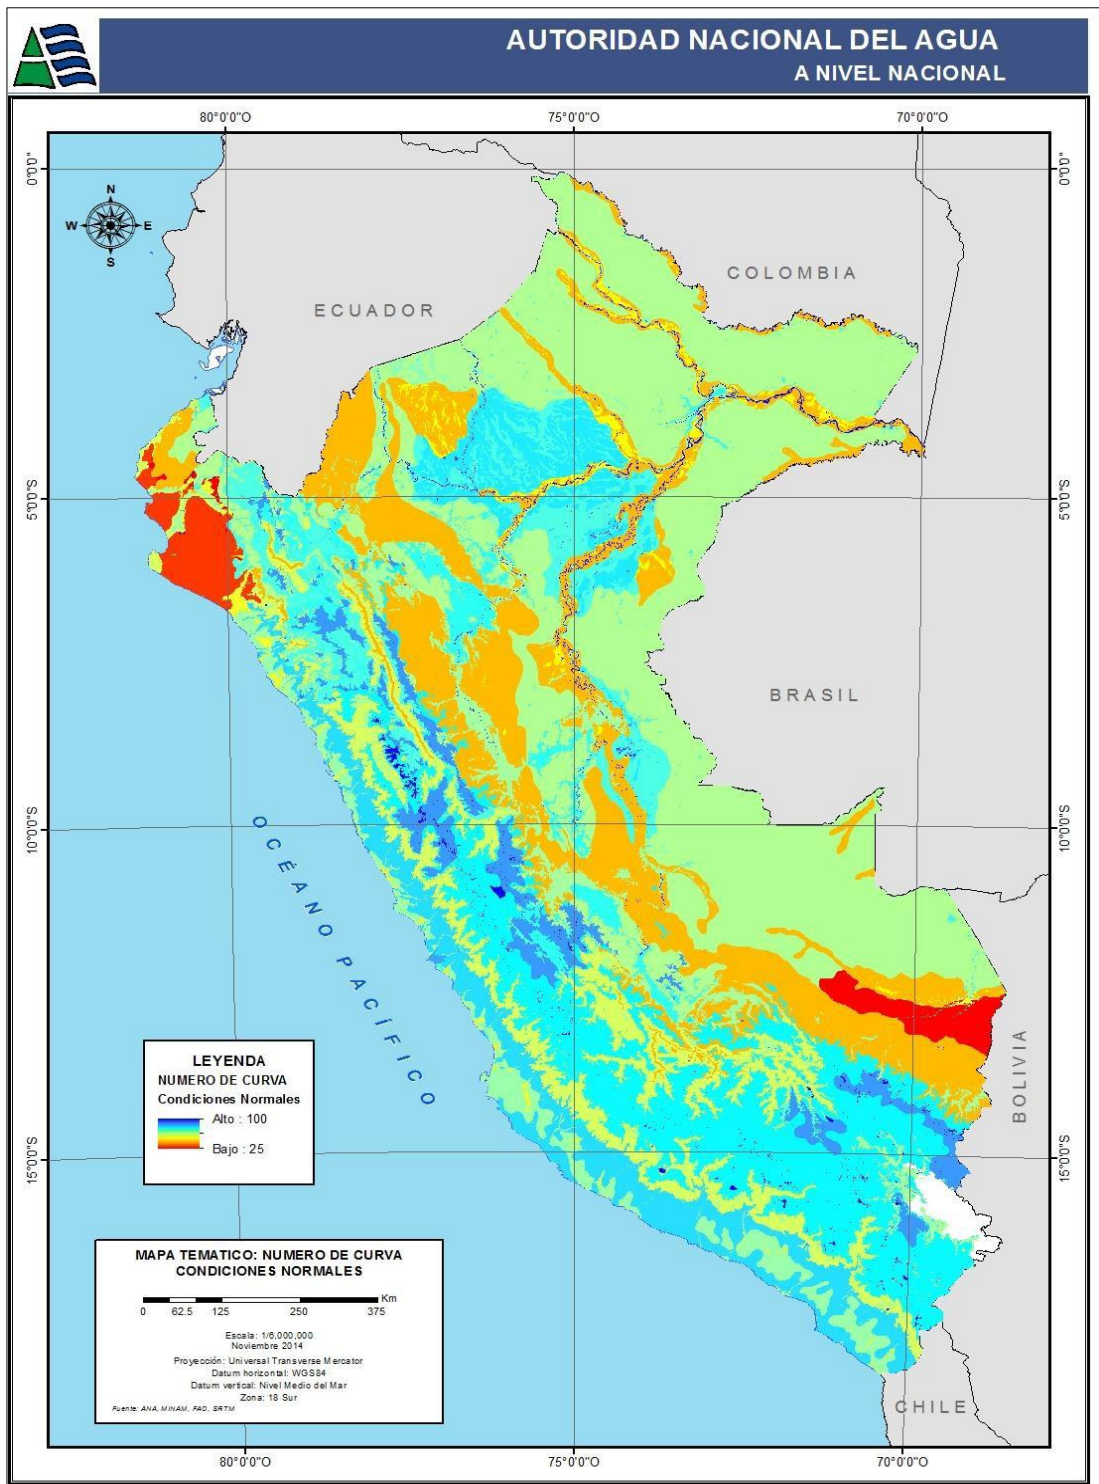 AUTORIDAD NACIONAL DEL AGUA
A NIVEL NACIONAL
80°0'0"O
75°0'0"O
70°0'0"O
0°0'0"
0°0'0"
N
W
E
S
COLOMBIA
ECUADOR
5°0'0"S
5°0'0"S
BRASIL
10°0'0"S
10°0'0"S
OCÉANO PACÍFICO
BOLIVIA
LEYENDA
NUMERO DE CURVA
Condiciones Normales
Alto : 100
Bajo : 25
15°0'0"S
15°0'0"S
MAPA TEMATICO: NUMERO DE CURVA
CONDICIONES NORMALES
Km
0 62.5 125 250 375
Escala: 1/6,000,000
Noviembre 2014
Proyección: Universal Transverse Mercator
Datum horizontal: WGS84
Datum vertical: Nivel Medio del Mar
Zona: 18 Sur
Fuente: ANA, MINAM, FAO, SRTM
CHILE
80°0'0"O
75°0'0"O
70°0'0"O